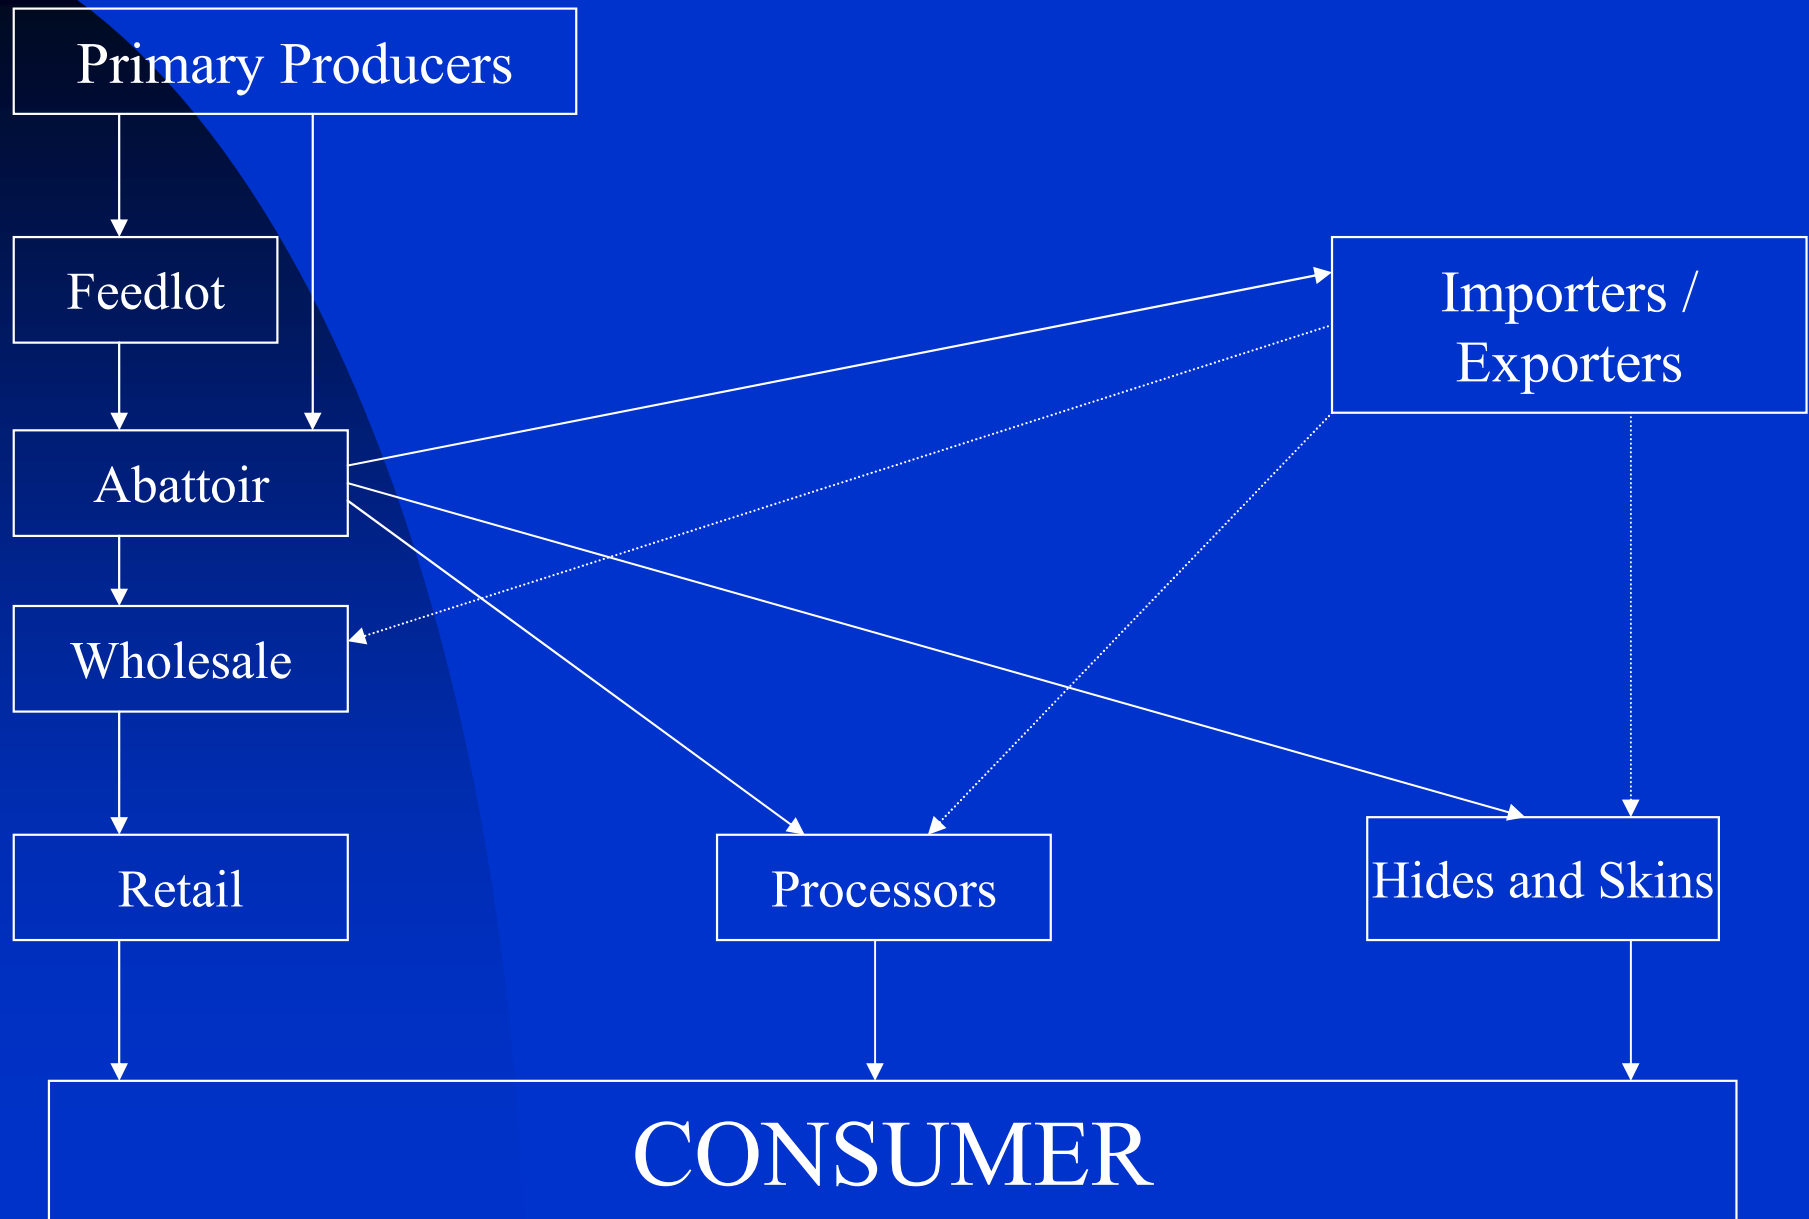 Primary Producers
Feedlot
Importers /
Exporters
Abattoir
Wholesale
Retail
Processors
Hides and Skins
CONSUMER